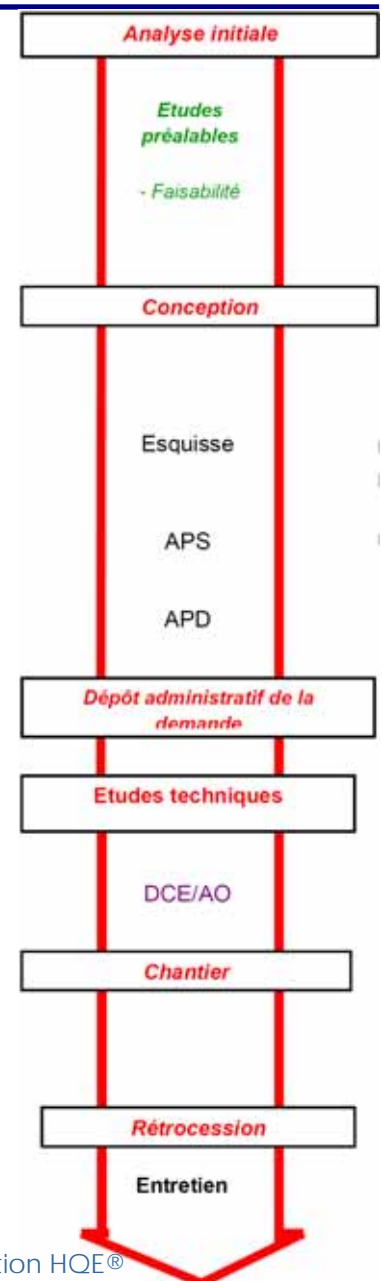 Analyse initiale
Etudes
préalables
- Faisabilité
Conception
Esquisse
APS
APD
Dépôt administratif de la
demande
Etudes techniques
DCE/AO
Chantier
Rétrocession
Entretien
tion HQE®